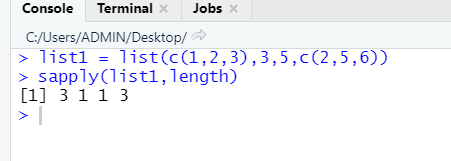 Console Terminal Jobs
C:/Users/ADMIN/Desktop/
> list1 = list(c(1,2,3),3,5,c(2,5,6))
> sapply(list1,length)
[1] 3 1 1 3
>